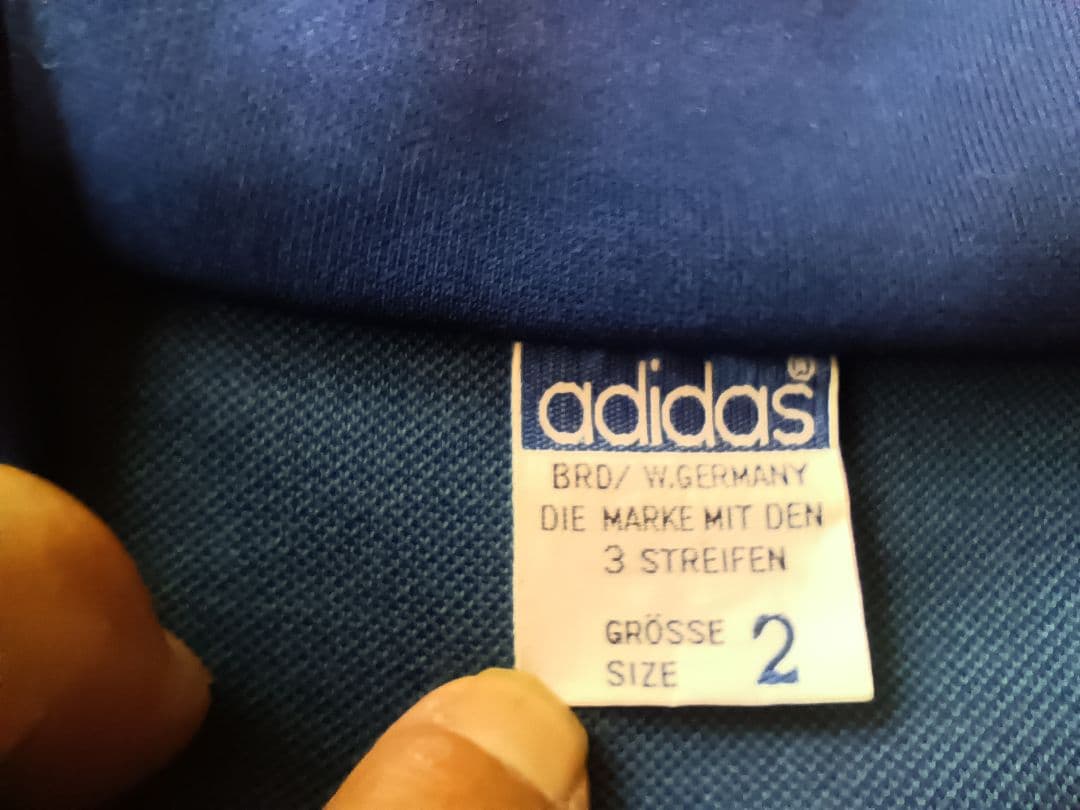 adidas®
BRD/ W.GERMANY
DIE MARKE MIT DEN
3 STREIFEN
GRÖSSE 2
SIZE